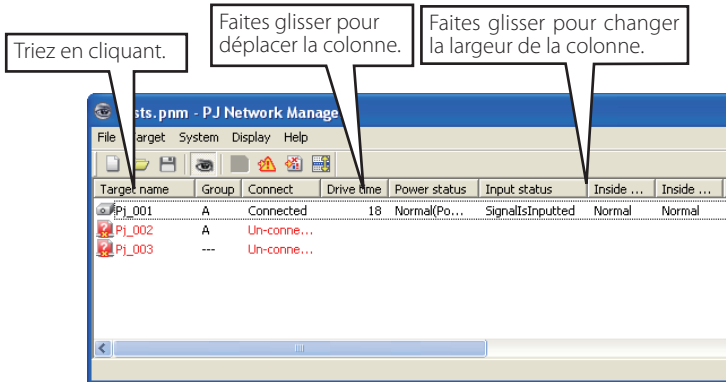 Triez en cliquant.
Faites glisser pour
déplacer la colonne.
Faites glisser pour changer
la largeur de la colonne.
sts.pnm - PJ Network Manage
File arget System Display Help
Target name Group Connect Drive time Power status Input status Inside ... Inside ...
Pj_001 A Connected 18 Normal(Po... SignalIsInputted Normal Normal
Pj_002 A Un-conne...
Pj_003 --- Un-conne...